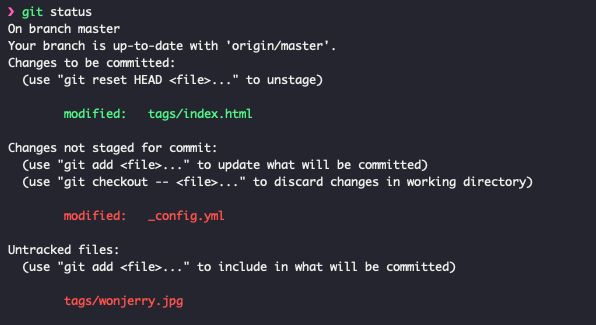 ❯ git status
On branch master
Your branch is up-to-date with 'origin/master'.
Changes to be committed:
  (use "git reset HEAD <file>..." to unstage)

        modified:   tags/index.html

Changes not staged for commit:
  (use "git add <file>..." to update what will be committed)
  (use "git checkout -- <file>..." to discard changes in working directory)

        modified:   _config.yml

Untracked files:
  (use "git add <file>..." to include in what will be committed)

        tags/wonjerry.jpg